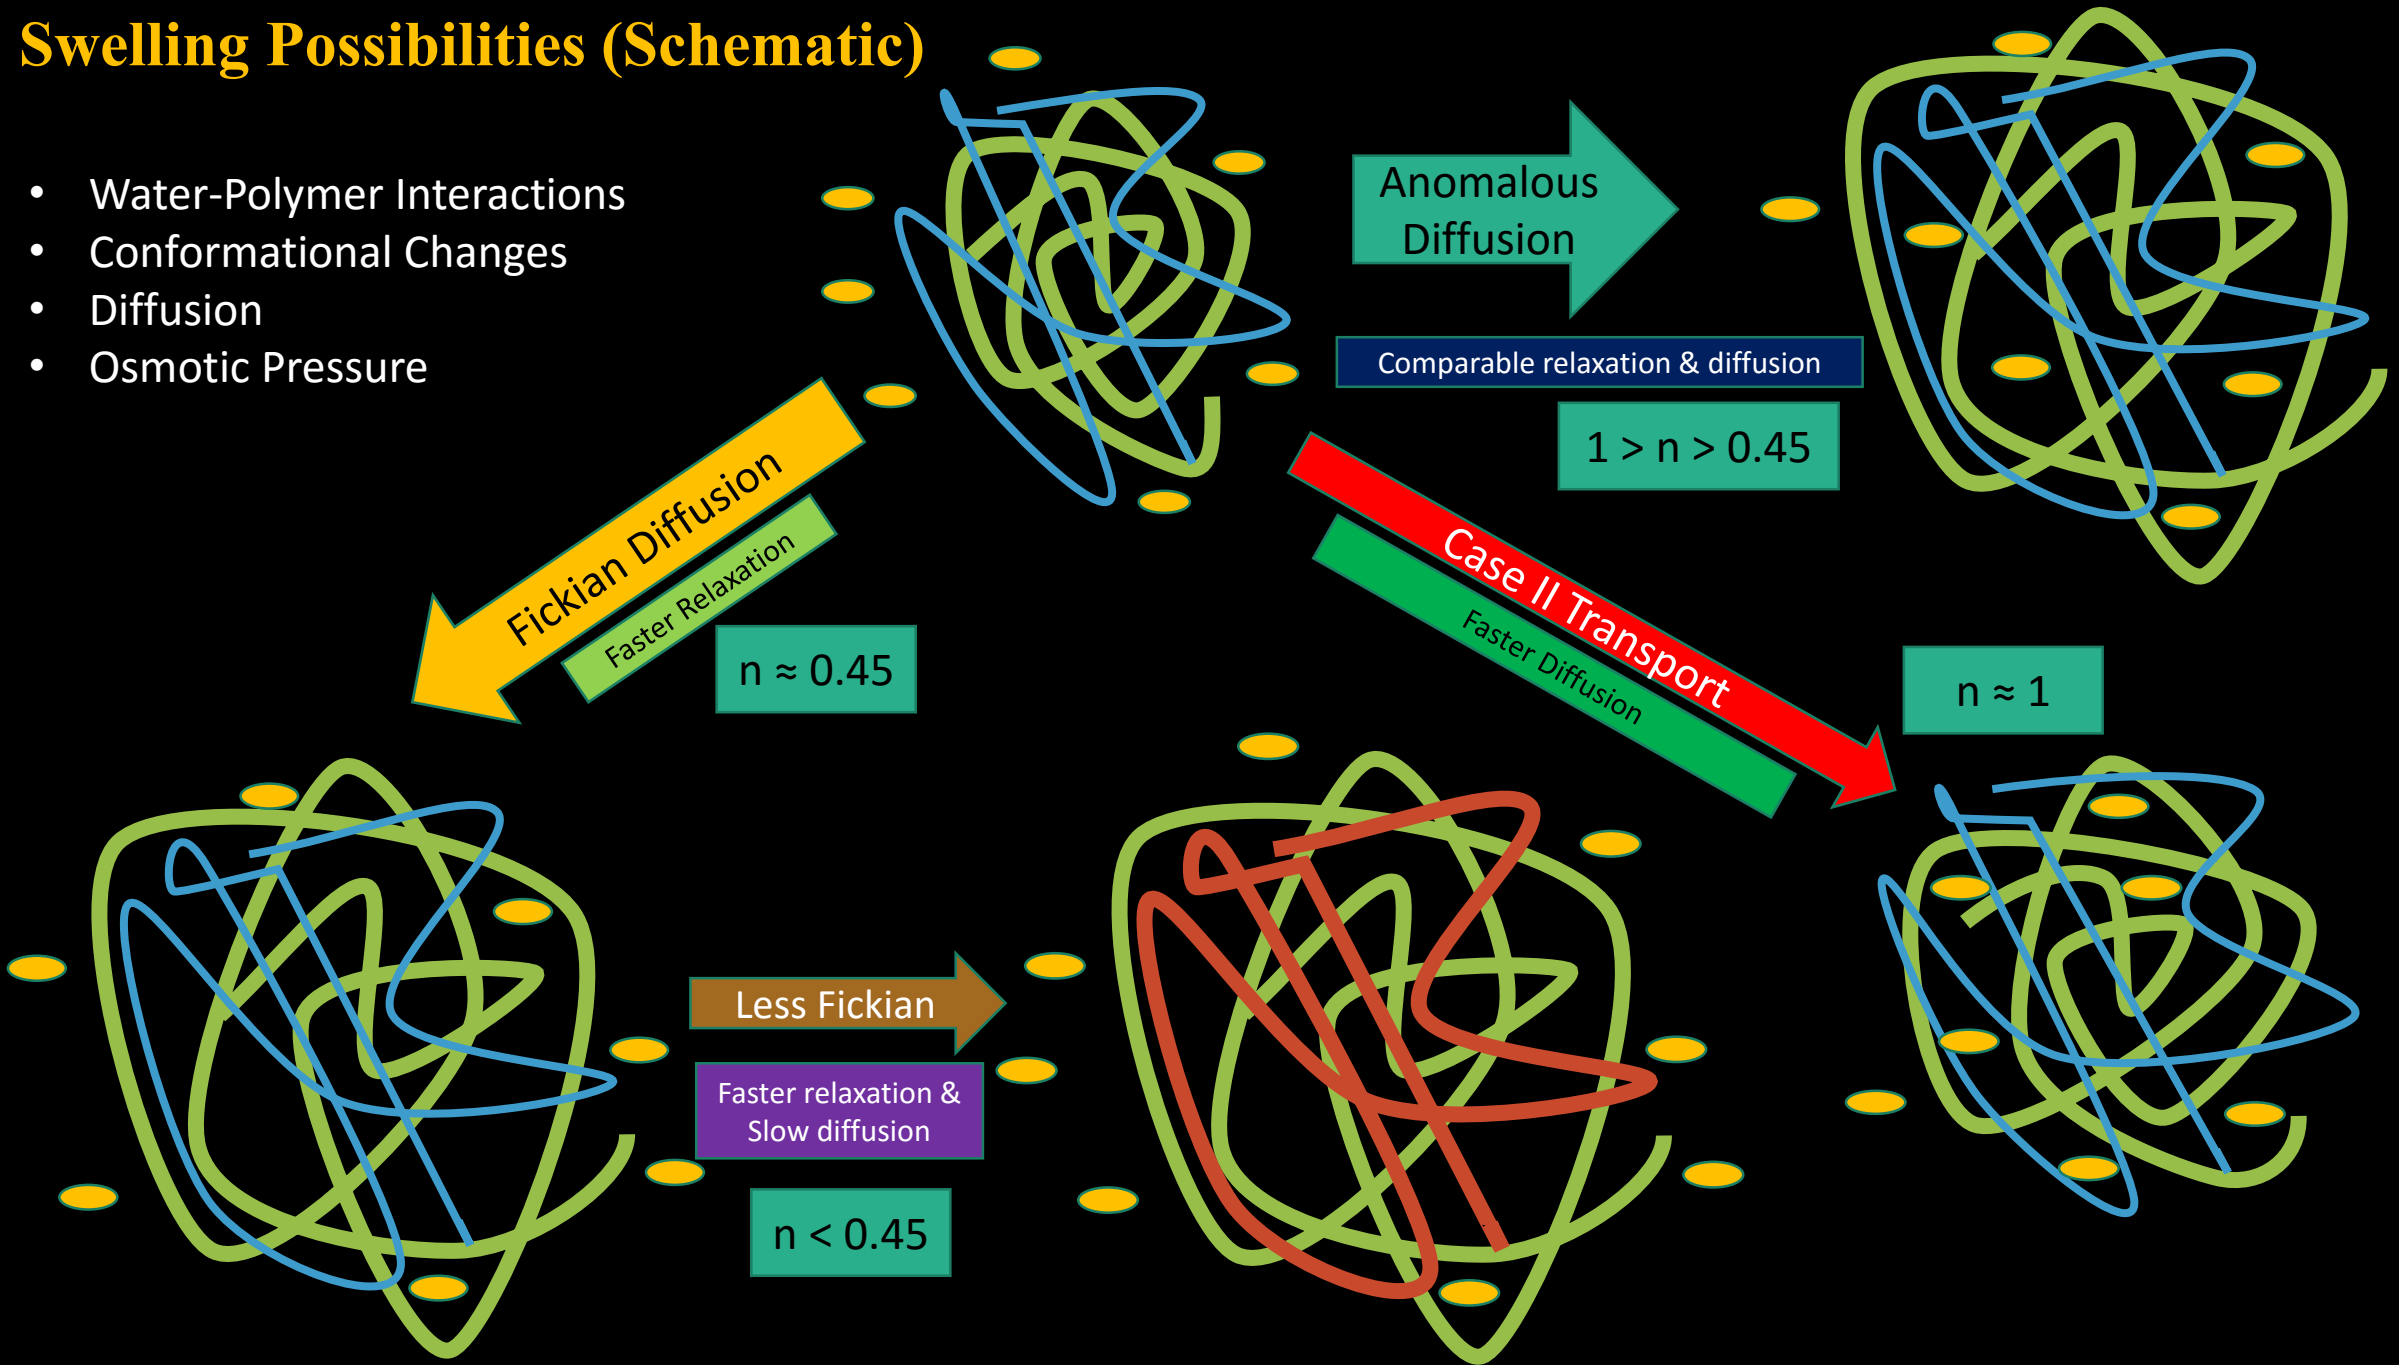 Swelling Possibilities (Schematic)
• Water-Polymer Interactions
• Conformational Changes
• Diffusion
• Osmotic Pressure
Anomalous
Diffusion
Comparable relaxation & diffusion
1 > n > 0.45
Fickian Diffusion
Faster Relaxation
n ≈ 0.45
Case II Transport
Faster Diffusion
n ≈ 1
Less Fickian
Faster relaxation &
Slow diffusion
n < 0.45